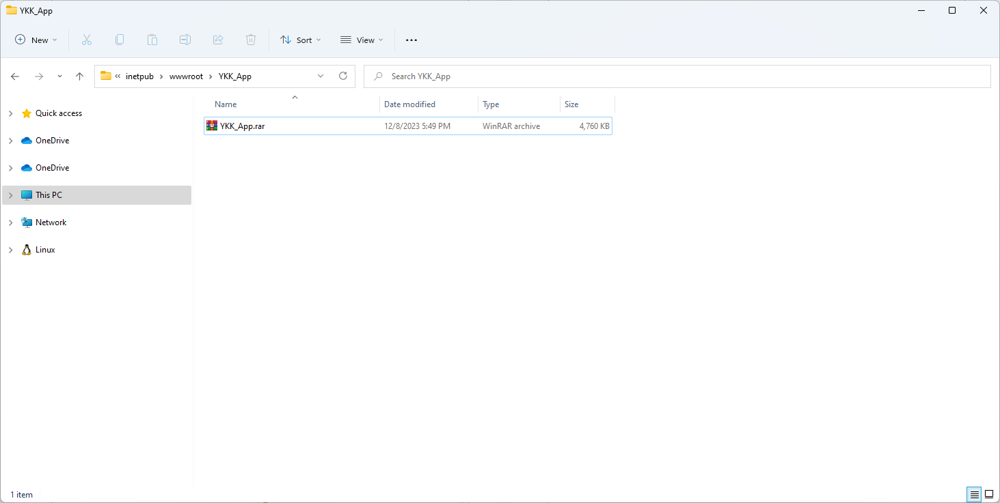 YKK_App
New
Sort
View
« inetpub > wwwroot > YKK_App
Search YKK_App
Name Date modified Type Size
YKK_App.rar 12/8/2023 5:49 PM WinRAR archive 4,760 KB
Quick access
OneDrive
OneDrive
This PC
Network
Linux
1 item